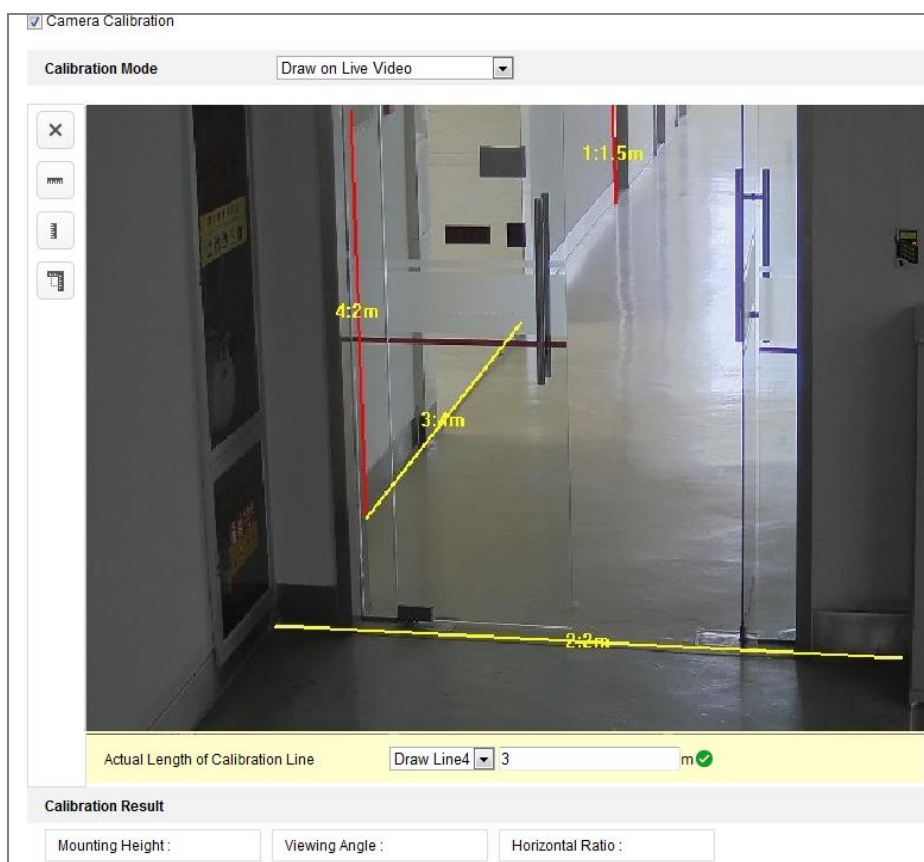 Camera Calibration
Calibration Mode
Draw on Live Video
1:1.5m
4:2m
3:4m
2:2m
Actual Length of Calibration Line
Draw Line4
3
m
Calibration Result
Mounting Height :
Viewing Angle :
Horizontal Ratio :